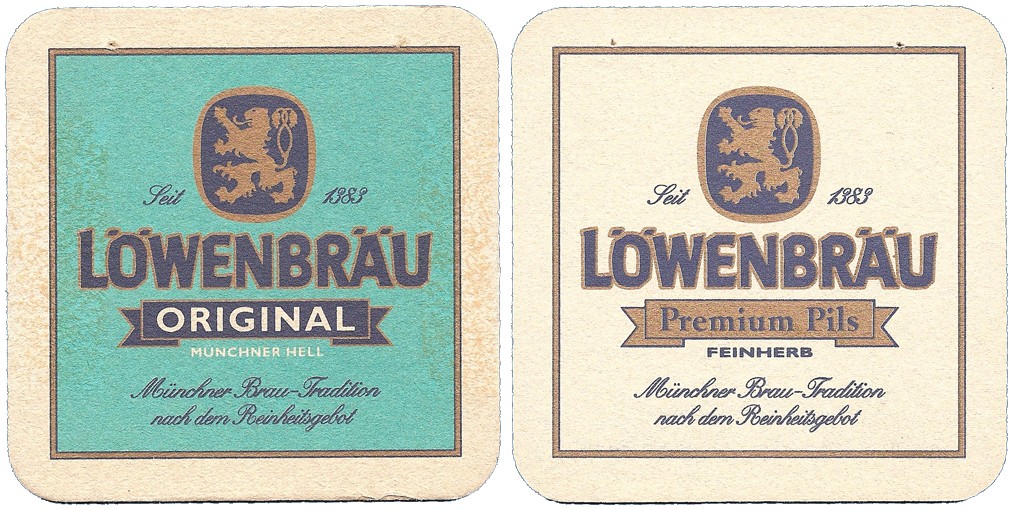 Seit 1383
LÖWENBRÄU
ORIGINAL
MÜNCHNER HELL
Münchner Brau-Tradition
nach dem Reinheitsgebot
Seit 1383
LÖWENBRÄU
Premium Pils
FEINHERB
Münchner Brau-Tradition
nach dem Reinheitsgebot